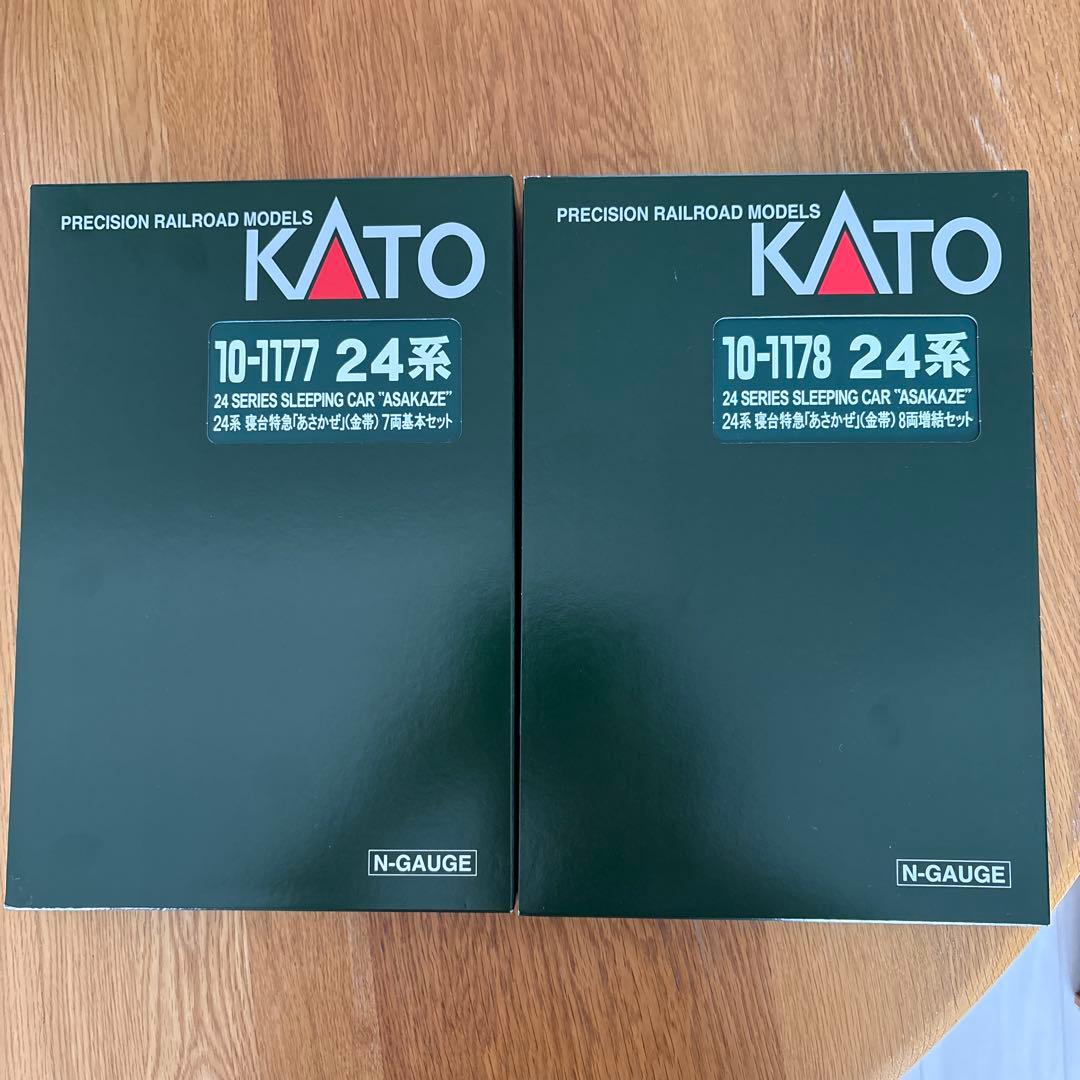 PRECISION RAILROAD MODELS
KATO
10-1177 24系
24 SERIES SLEEPING CAR "ASAKAZE"
24系 寝台特急「あさかぜ」(金帯) 7両基本セット
N-GAUGE
PRECISION RAILROAD MODELS
KATO
10-1178 24系
24 SERIES SLEEPING CAR "ASAKAZE"
24系 寝台特急「あさかぜ」(金帯) 8両増結セット
N-GAUGE